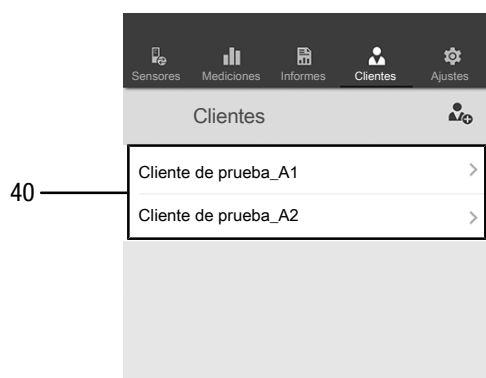 Sensores Mediciones Informes Clientes Ajustes
Clientes
Cliente de prueba_A1
40
Cliente de prueba_A2